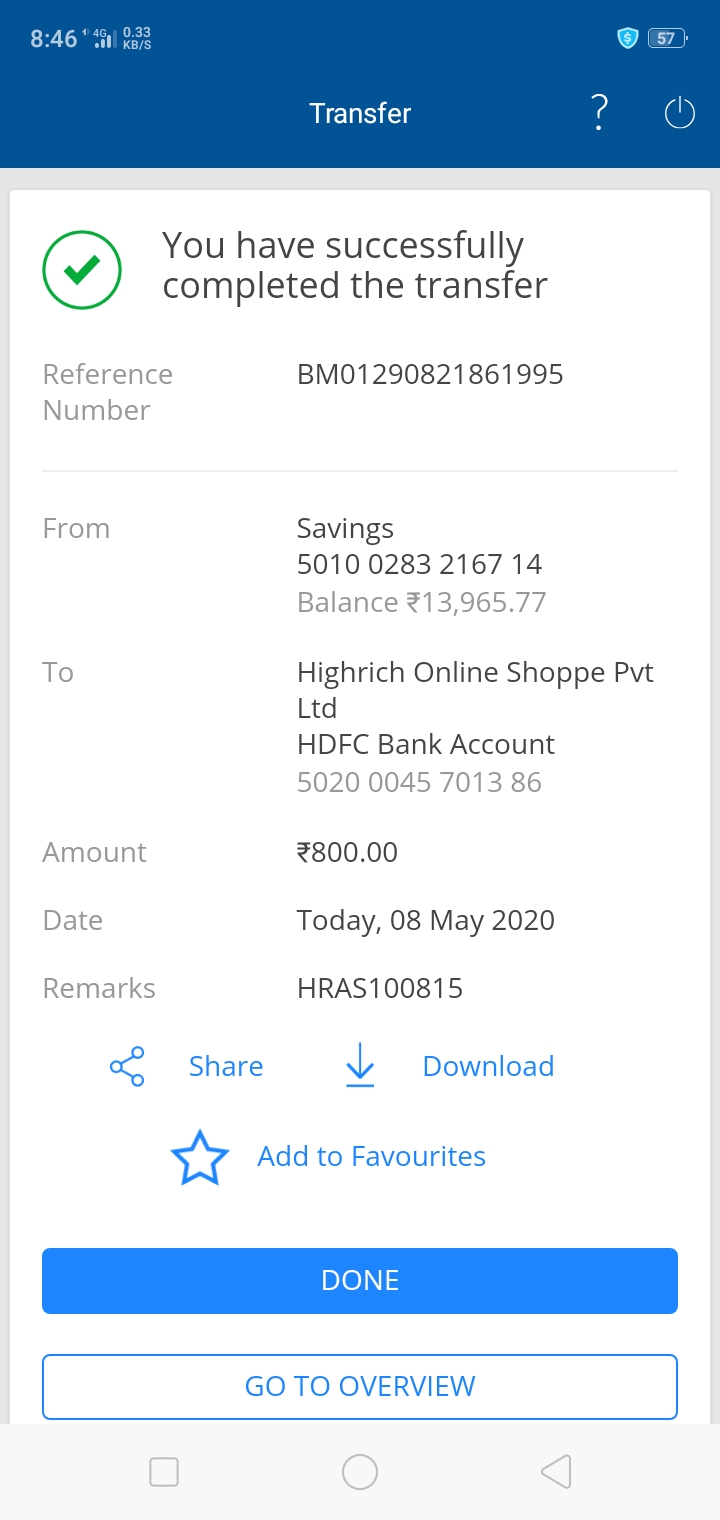 8:46 4G 0.33 KB/S 57
Transfer ?
You have successfully
completed the transfer
Reference Number BM01290821861995
From Savings
5010 0283 2167 14
Balance ₹13,965.77
To Highrich Online Shoppe Pvt
Ltd
HDFC Bank Account
5020 0045 7013 86
Amount ₹800.00
Date Today, 08 May 2020
Remarks HRAS100815
Share Download
Add to Favourites
DONE
GO TO OVERVIEW